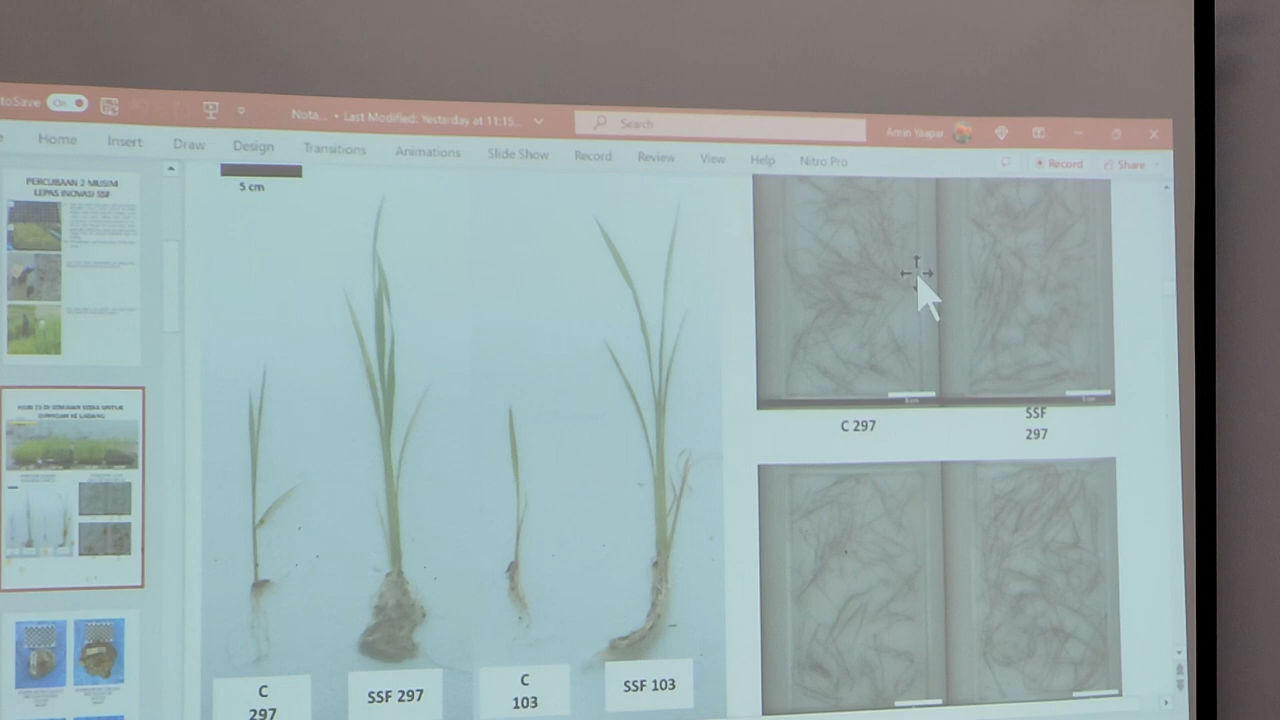 toSave On Nota... • Last Modified: Yesterday at 11:15... Search Amin Yaapar
Home Insert Draw Design Transitions Animations Slide Show Record Review View Help Nitro Pro Record Share
PERCUBAAN 2 MUSIM
LEPAS INOVASI SSF
5 cm
C 297
SSF
297
C
297
SSF 297
C
103
SSF 103